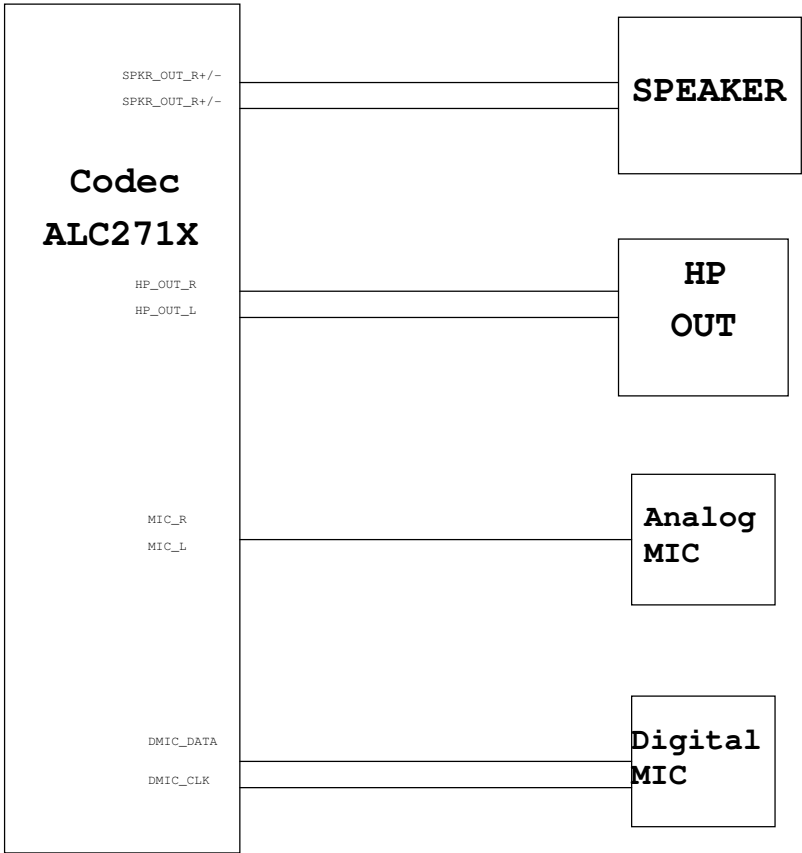 SPKR_OUT_R+/-
SPKR_OUT_R+/-
SPEAKER
Codec
ALC271X
HP_OUT_R
HP_OUT_L
HP
OUT
MIC_R
MIC_L
Analog
MIC
DMIC_DATA
DMIC_CLK
Digital
MIC